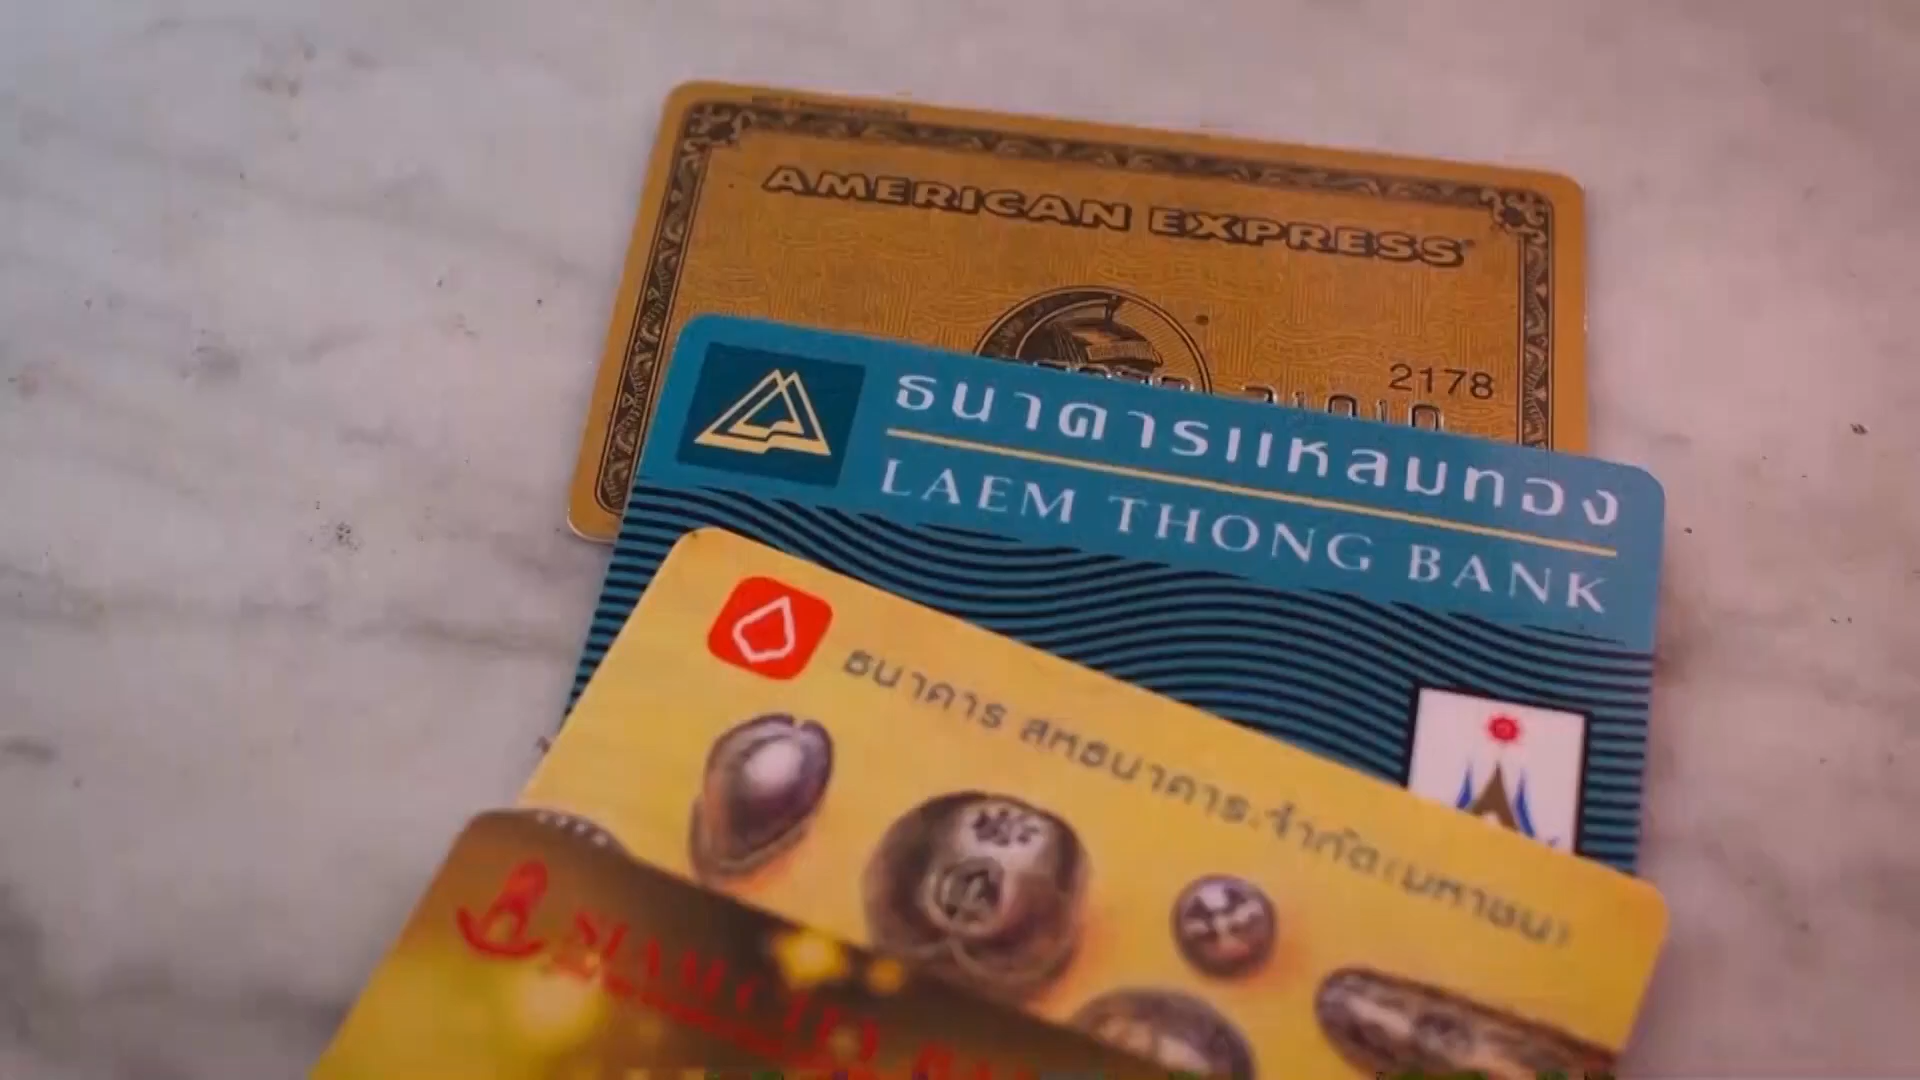 AMERICAN EXPRESS
2178
ธนาคารแหลมทอง
LAEM THONG BANK
ธนาคาร สหธนาคาร จำกัด (มหาชน)
SIAM CITY